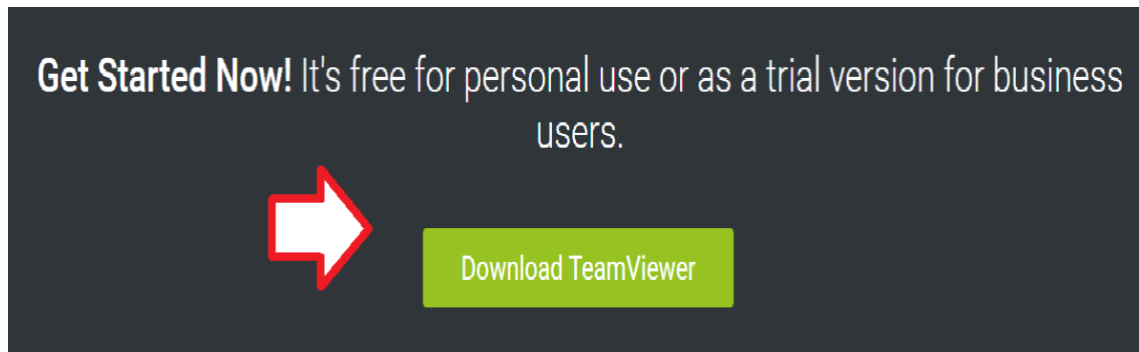 Get Started Now! It's free for personal use or as a trial version for business
users.
Download TeamViewer